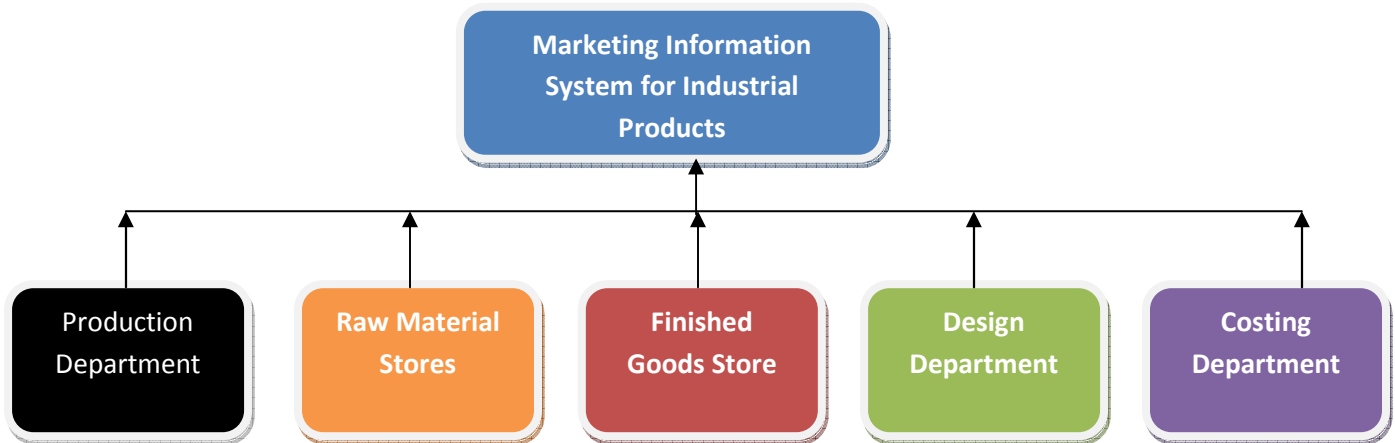 Marketing Information
System for Industrial
Products
Production
Department
Raw Material
Stores
Finished
Goods Store
Design
Department
Costing
Department